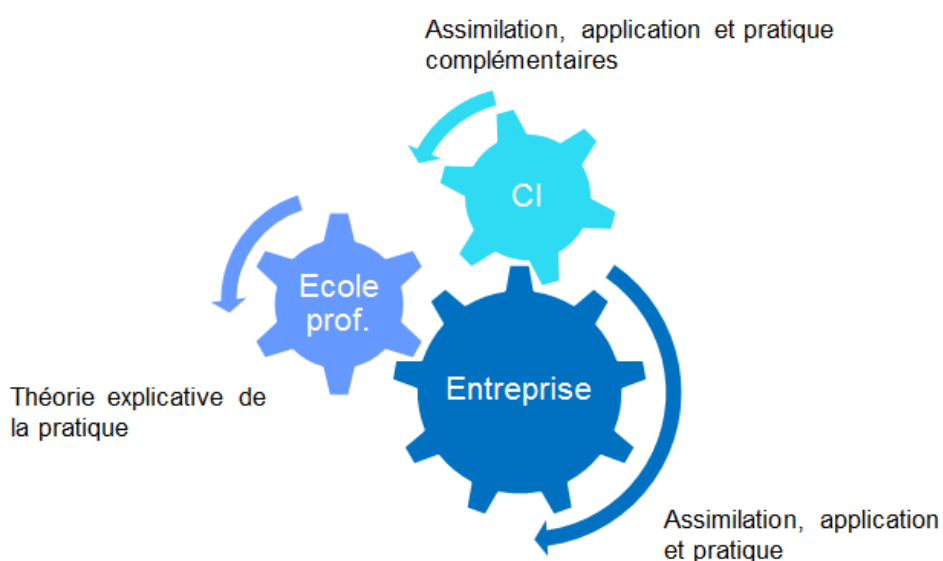 Assimilation, application et pratique
complémentaires
CI
Ecole
prof.
Entreprise
Théorie explicative de
la pratique
Assimilation, application
et pratique